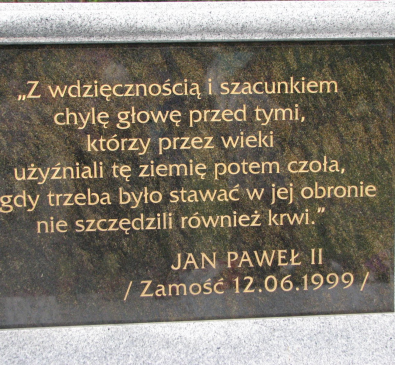 „Z wdzięcznością i szacunkiem
chylę głowę przed tymi,
którzy przez wieki
użyźniali tę ziemię potem czoła,
gdy trzeba było stawać w jej obronie
nie szczędzili również krwi.”
JAN PAWEŁ II
/ Zamość 12.06.1999 /